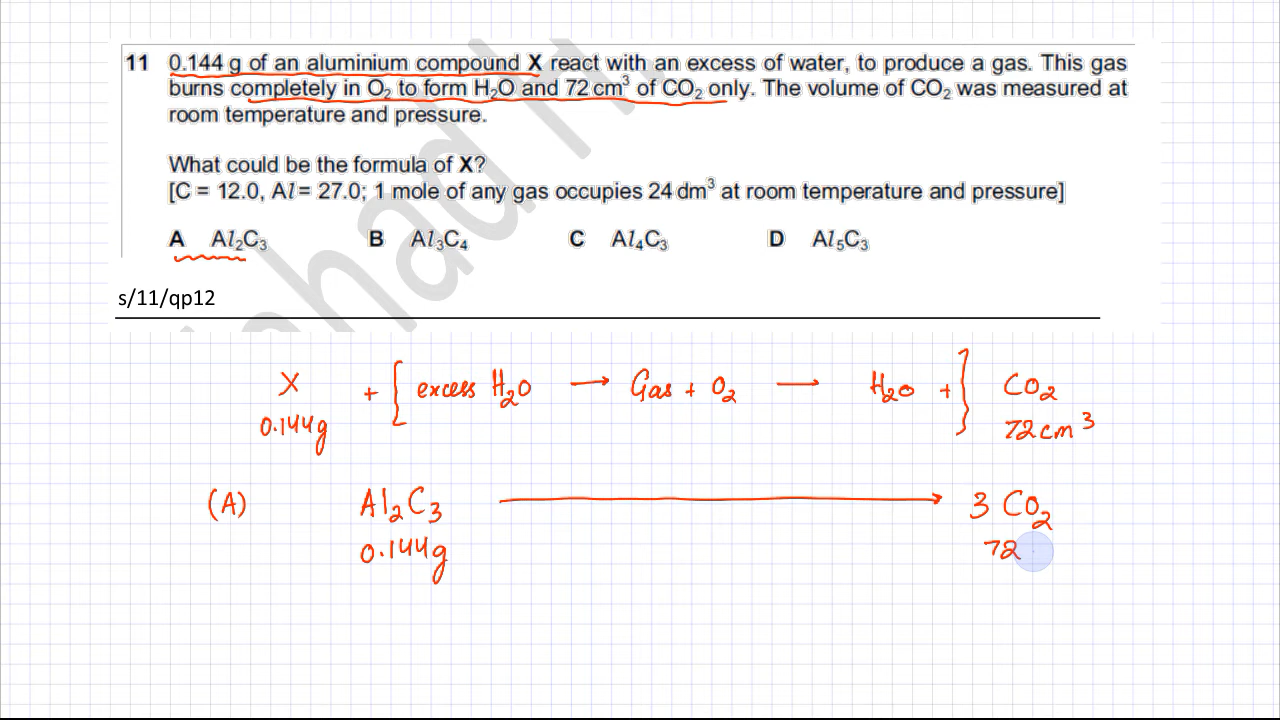 11 0.144 g of an aluminium compound X react with an excess of water, to produce a gas. This gas
burns completely in O₂ to form H₂O and 72 cm³ of CO₂ only. The volume of CO₂ was measured at
room temperature and pressure.
What could be the formula of X?
[C = 12.0, Al = 27.0; 1 mole of any gas occupies 24 dm³ at room temperature and pressure]
A Al₂C₃ B Al₃C₄ C Al₄C₃ D Al₅C₃
s/11/qp12
X + [ excess H₂O → Gas + O₂ → H₂O + } CO₂
0.144g 72cm³
(A) Al₂C₃ → 3 CO₂
0.144g 72